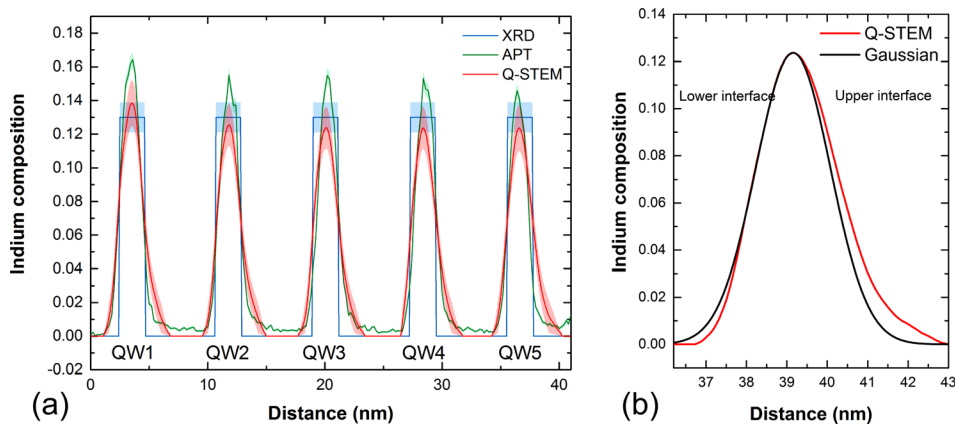 XRD
APT
Q-STEM
0.18
0.16
0.14
0.12
0.10
0.08
0.06
0.04
0.02
0.00
-0.02
Indium composition
QW1 QW2 QW3 QW4 QW5
0 10 20 30 40
(a) Distance (nm)
Q-STEM
Gaussian
0.14
0.12
0.10
0.08
0.06
0.04
0.02
0.00
Indium composition
Lower interface Upper interface
37 38 39 40 41 42 43
(b) Distance (nm)